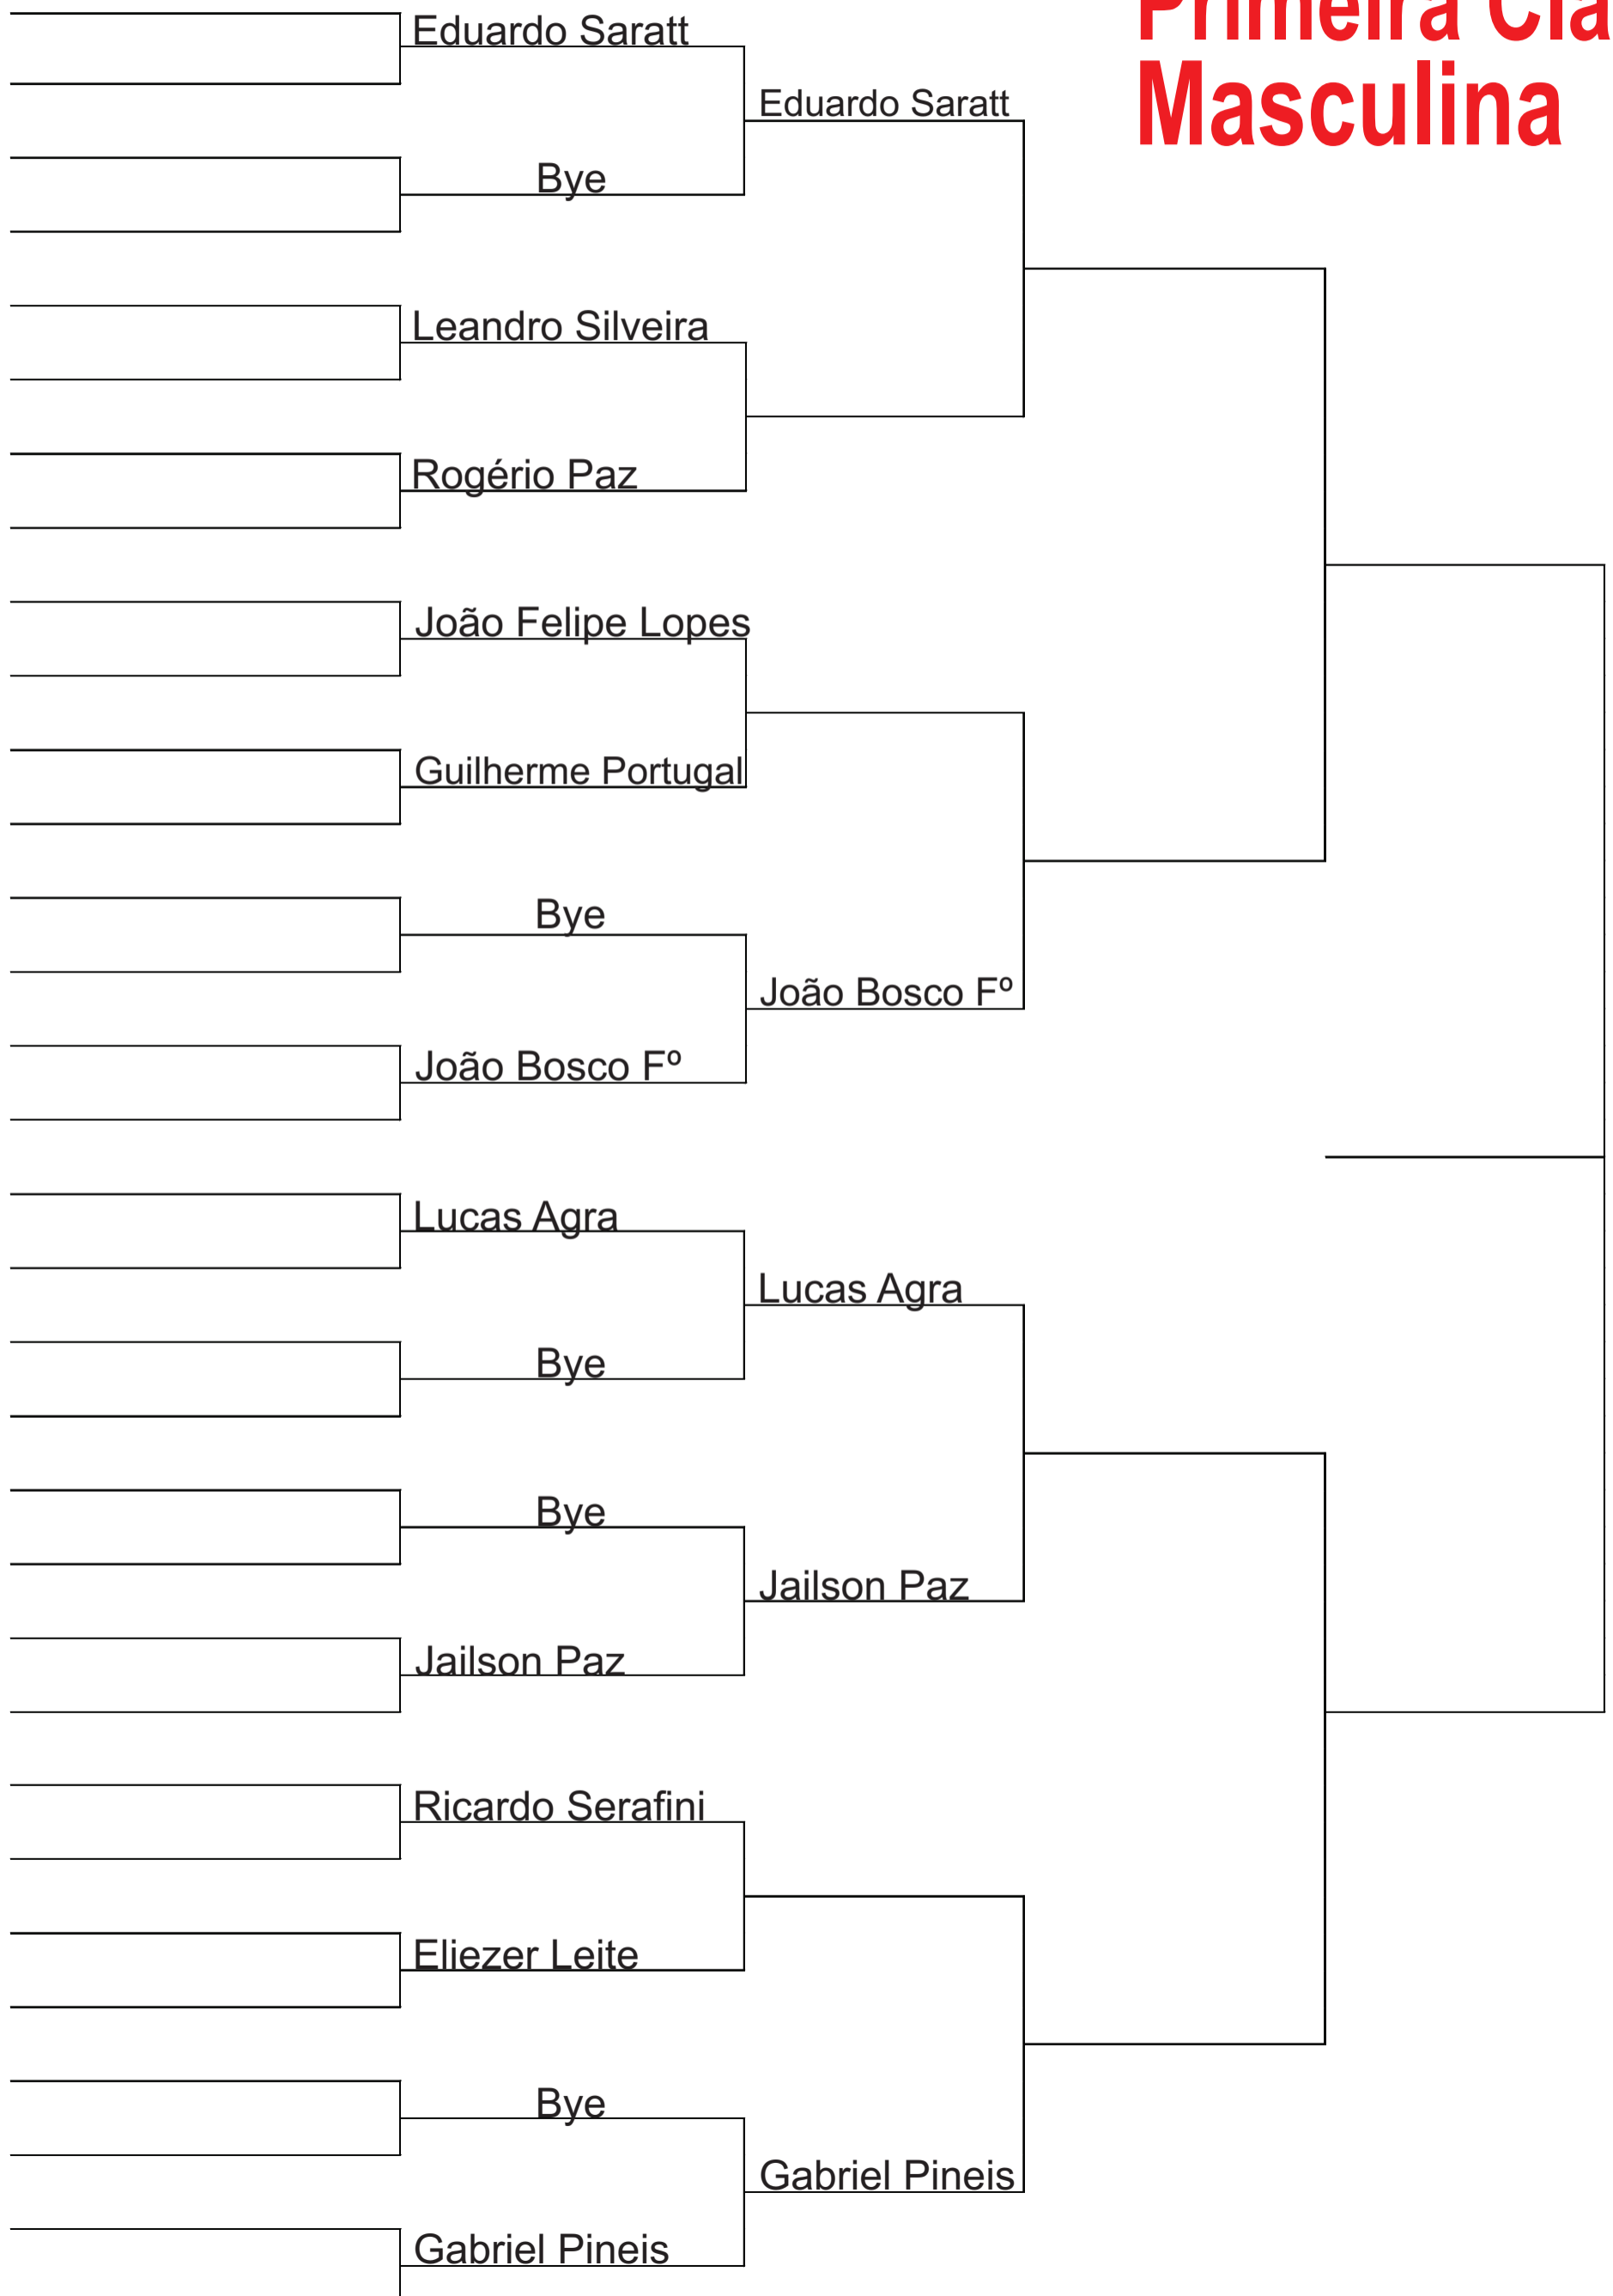 Primeira Cla
Masculina
Eduardo Saratt
Eduardo Saratt
Bye
Leandro Silveira
Rogério Paz
João Felipe Lopes
Guilherme Portugal
Bye
João Bosco Fº
João Bosco Fº
Lucas Agra
Lucas Agra
Bye
Bye
Jailson Paz
Jailson Paz
Ricardo Serafini
Eliezer Leite
Bye
Gabriel Pineis
Gabriel Pineis